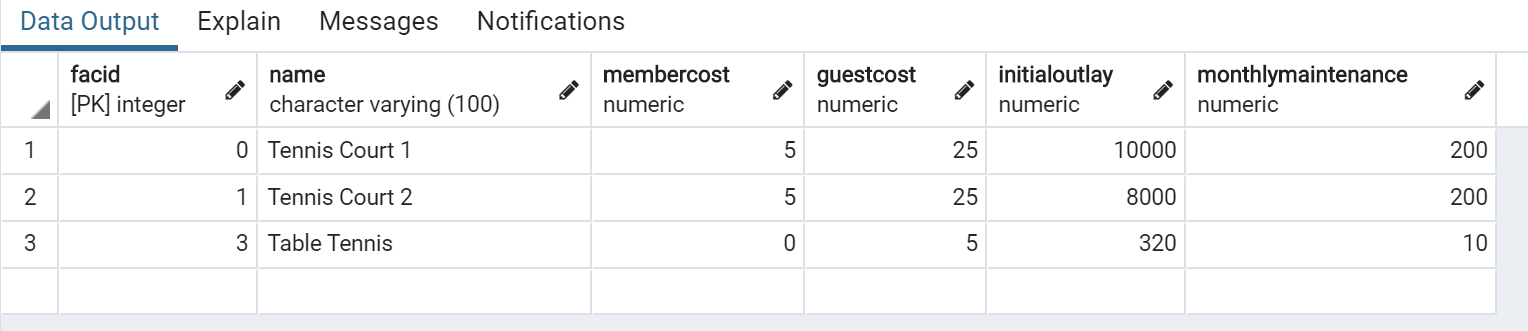 Data Output Explain Messages Notifications
facid name membercost guestcost initialoutlay monthlymaintenance
[PK] integer character varying (100) numeric numeric numeric numeric
1 0 Tennis Court 1 5 25 10000 200
2 1 Tennis Court 2 5 25 8000 200
3 3 Table Tennis 0 5 320 10